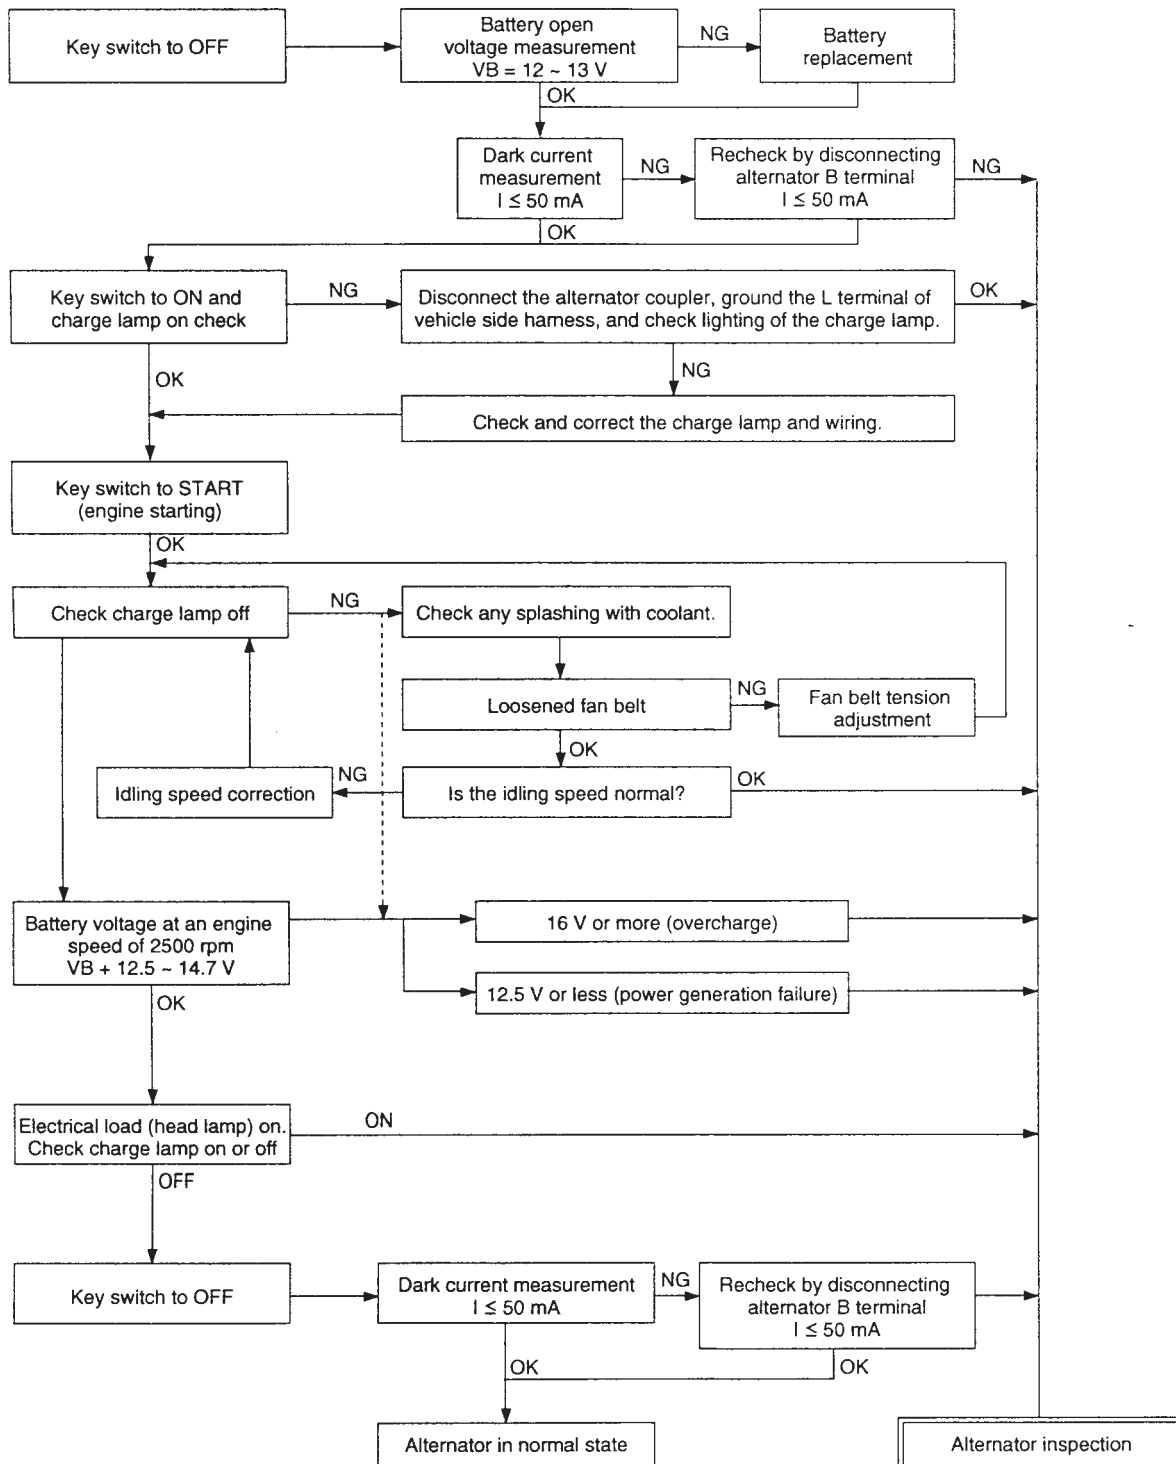 Key switch to OFF
Battery open
voltage measurement
VB = 12 ~ 13 V
NG
Battery
replacement
OK
Dark current
measurement
I ≤ 50 mA
NG
Recheck by disconnecting
alternator B terminal
I ≤ 50 mA
NG
OK
Key switch to ON and
charge lamp on check
NG
Disconnect the alternator coupler, ground the L terminal of
vehicle side harness, and check lighting of the charge lamp.
OK
OK
NG
Check and correct the charge lamp and wiring.
Key switch to START
(engine starting)
OK
Check charge lamp off
NG
Check any splashing with coolant.
Loosened fan belt
NG
Fan belt tension
adjustment
OK
Idling speed correction
NG
Is the idling speed normal?
OK
Battery voltage at an engine
speed of 2500 rpm
VB + 12.5 ~ 14.7 V
16 V or more (overcharge)
12.5 V or less (power generation failure)
OK
Electrical load (head lamp) on.
Check charge lamp on or off
ON
OFF
Key switch to OFF
Dark current measurement
I ≤ 50 mA
NG
Recheck by disconnecting
alternator B terminal
I ≤ 50 mA
OK
OK
Alternator in normal state
Alternator inspection